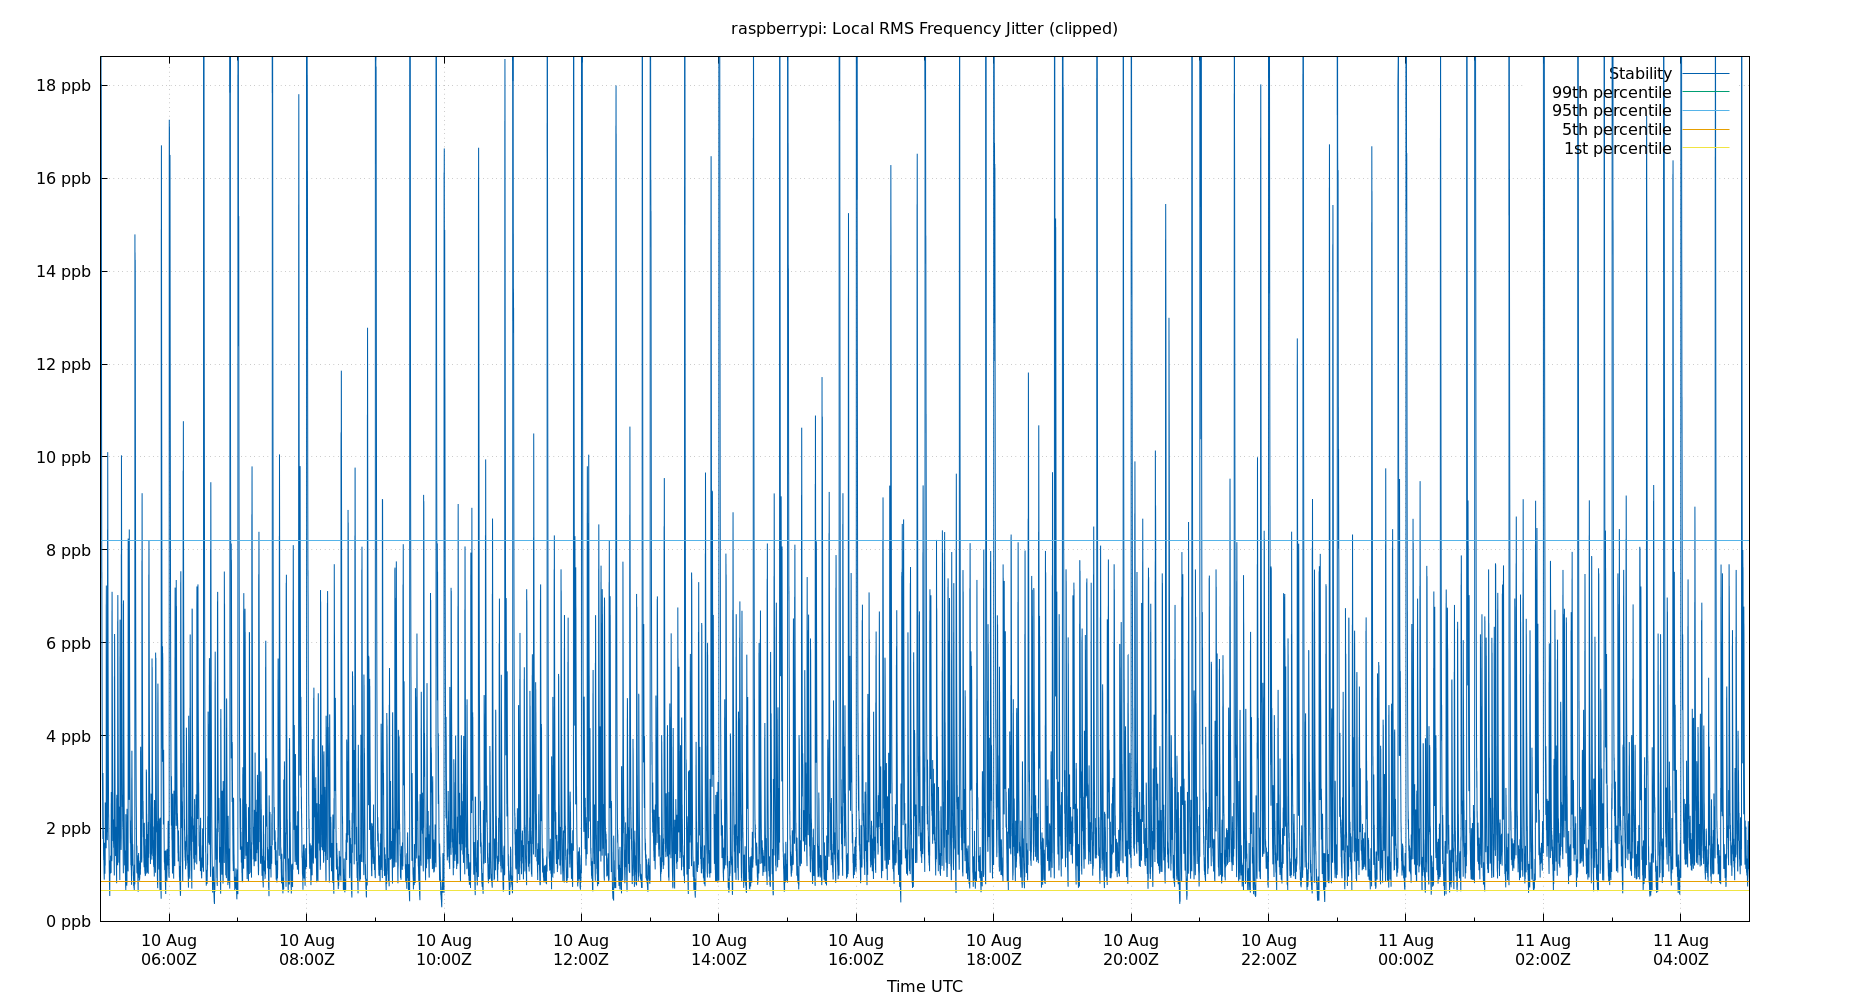 raspberrypi: Local RMS Frequency Jitter (clipped)
18 ppb
16 ppb
14 ppb
12 ppb
10 ppb
8 ppb
6 ppb
4 ppb
2 ppb
0 ppb
Stability
99th percentile
95th percentile
5th percentile
1st percentile
10 Aug 10 Aug 10 Aug 10 Aug 10 Aug 10 Aug 10 Aug 10 Aug 10 Aug 11 Aug 11 Aug 11 Aug
06:00Z 08:00Z 10:00Z 12:00Z 14:00Z 16:00Z 18:00Z 20:00Z 22:00Z 00:00Z 02:00Z 04:00Z
Time UTC